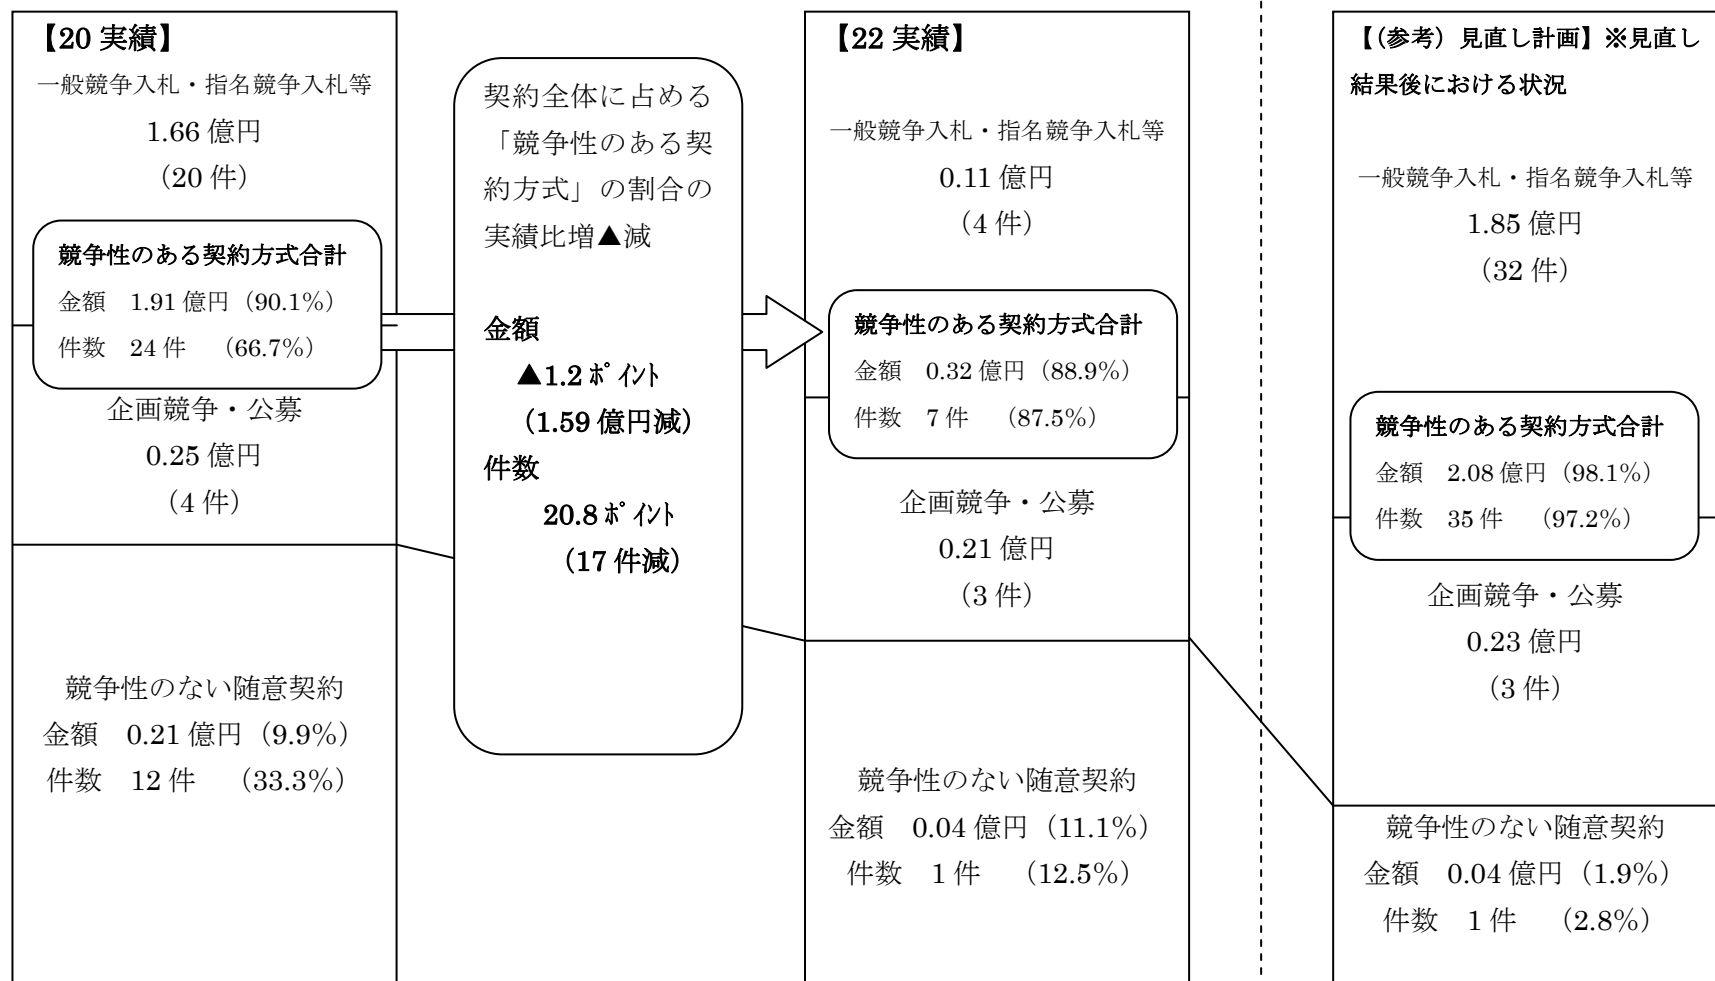 【20 実績】
一般競争入札・指名競争入札等
1.66 億円
（20 件）
競争性のある契約方式合計
金額　1.91 億円（90.1%）
件数　24 件　（66.7%）
企画競争・公募
0.25 億円
（4 件）
競争性のない随意契約
金額　0.21 億円（9.9%）
件数　12 件　（33.3%）
契約全体に占める
「競争性のある契
約方式」の割合の
実績比増▲減
金額
▲1.2 ﾎﾟｲﾝﾄ
（1.59 億円減）
件数
20.8 ﾎﾟｲﾝﾄ
（17 件減）
【22 実績】
一般競争入札・指名競争入札等
0.11 億円
（4 件）
競争性のある契約方式合計
金額　0.32 億円（88.9%）
件数　7 件　（87.5%）
企画競争・公募
0.21 億円
（3 件）
競争性のない随意契約
金額　0.04 億円（11.1%）
件数　1 件　（12.5%）
【（参考）見直し計画】※見直し
結果後における状況
一般競争入札・指名競争入札等
1.85 億円
（32 件）
競争性のある契約方式合計
金額　2.08 億円（98.1%）
件数　35 件　（97.2%）
企画競争・公募
0.23 億円
（3 件）
競争性のない随意契約
金額　0.04 億円（1.9%）
件数　1 件　（2.8%）